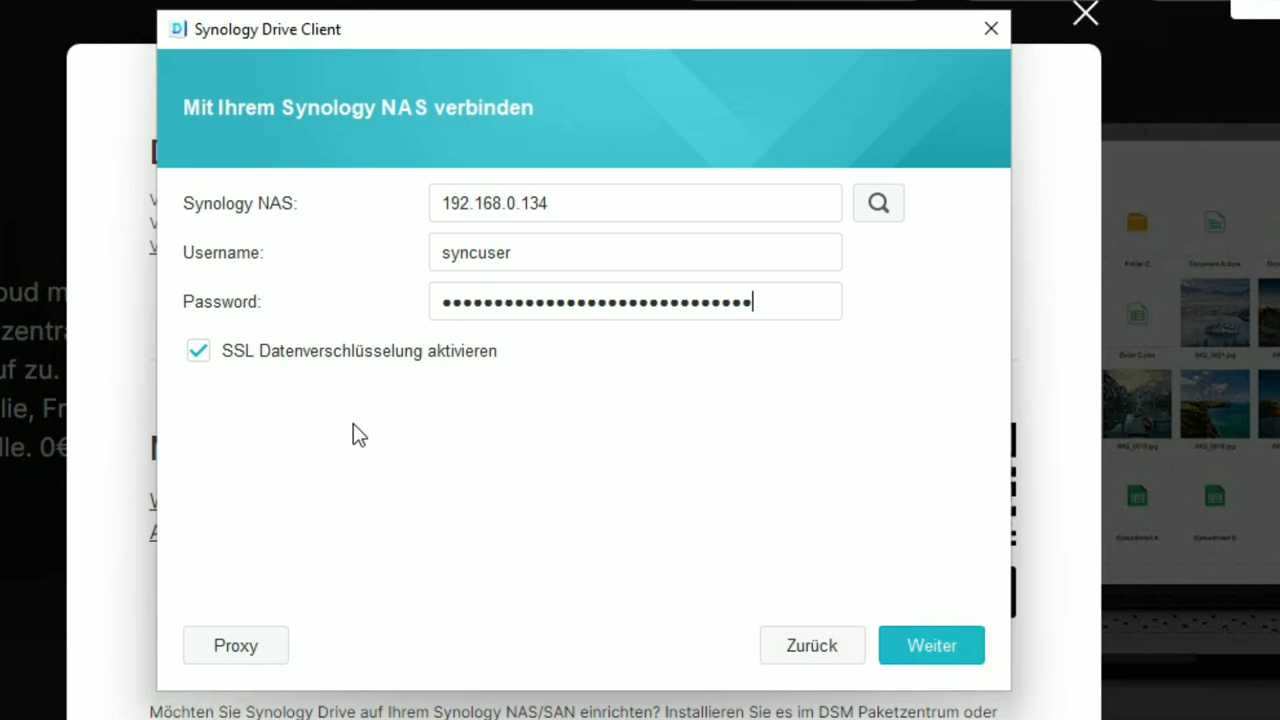 Synology Drive Client
Mit Ihrem Synology NAS verbinden
Synology NAS:
192.168.0.134
Username:
syncuser
Password:
●●●●●●●●●●●●●●●●●●●●●●●●●●●●●●
SSL Datenverschlüsselung aktivieren
Proxy
Zurück
Weiter
Möchten Sie Synology Drive auf Ihrem Synology NAS/SAN einrichten? Installieren Sie es im DSM Paketzentrum oder